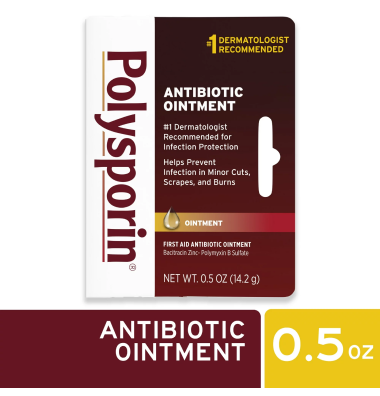 #1 DERMATOLOGIST
RECOMMENDED
Polysporin®
ANTIBIOTIC
OINTMENT
#1 Dermatologist
Recommended for
Infection Protection
Helps Prevent
Infection in Minor Cuts,
Scrapes, and Burns
OINTMENT
FIRST AID ANTIBIOTIC OINTMENT
Bacitracin Zinc- Polymyxin B Sulfate
NET WT. 0.5 OZ (14.2 g)
ANTIBIOTIC
OINTMENT
0.5 OZ